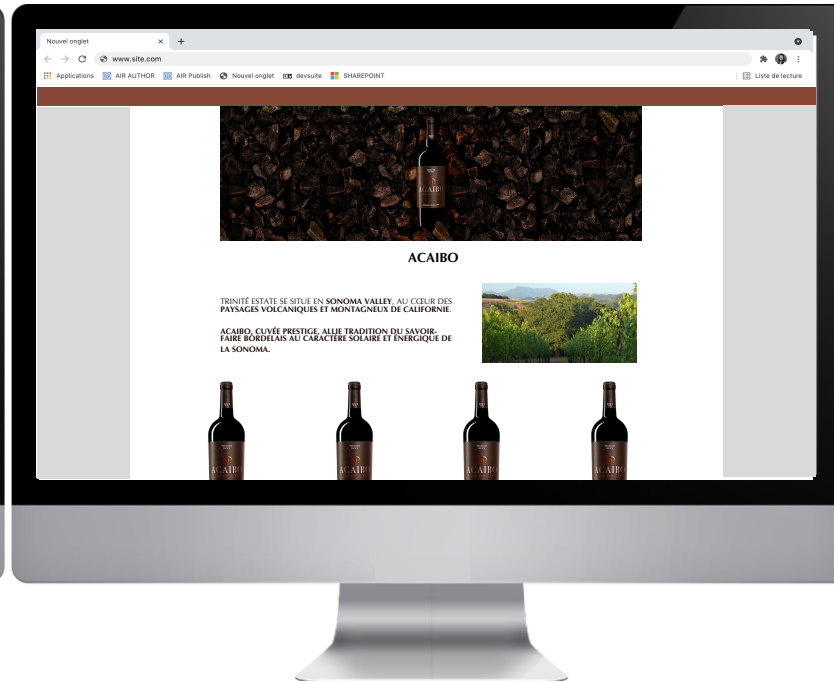 Nouvel onglet
www.site.com
Applications AIR AUTHOR AIR Publish Nouvel onglet devsuite SHAREPOINT Liste de lecture
ACAIBO
ACAIBO
TRINITÉ ESTATE SE SITUE EN SONOMA VALLEY, AU CŒUR DES
PAYSAGES VOLCANIQUES ET MONTAGNEUX DE CALIFORNIE.
ACAIBO, CUVÉE PRESTIGE, ALLIE TRADITION DU SAVOIR-
FAIRE BORDELAIS AU CARACTÈRE SOLAIRE ET ÉNERGIQUE DE
LA SONOMA.
ACAIBO ACAIBO ACAIBO ACAIBO